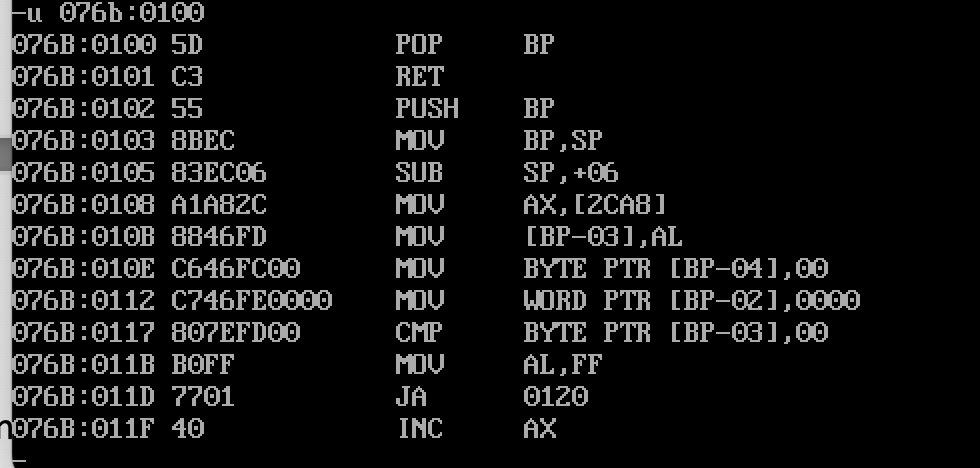 -u 076b:0100
076B:0100 5D POP BP
076B:0101 C3 RET
076B:0102 55 PUSH BP
076B:0103 8BEC MOV BP,SP
076B:0105 83EC06 SUB SP,+06
076B:0108 A1A82C MOV AX,[2CA8]
076B:010B 8846FD MOV [BP-03],AL
076B:010E C646FC00 MOV BYTE PTR [BP-04],00
076B:0112 C746FE0000 MOV WORD PTR [BP-02],0000
076B:0117 807EFD00 CMP BYTE PTR [BP-03],00
076B:011B B0FF MOV AL,FF
076B:011D 7701 JA 0120
076B:011F 40 INC AX
-